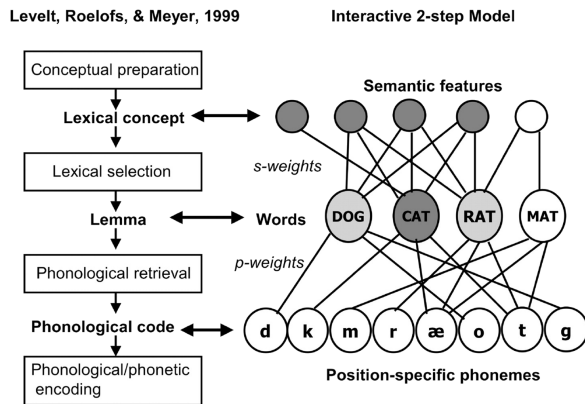 Levelt, Roelofs, & Meyer, 1999
Interactive 2-step Model
Conceptual preparation
Semantic features
Lexical concept
s-weights
Lexical selection
Lemma
Words
DOG
CAT
RAT
MAT
p-weights
Phonological retrieval
Phonological code
d k m r æ o t g
Phonological/phonetic
encoding
Position-specific phonemes